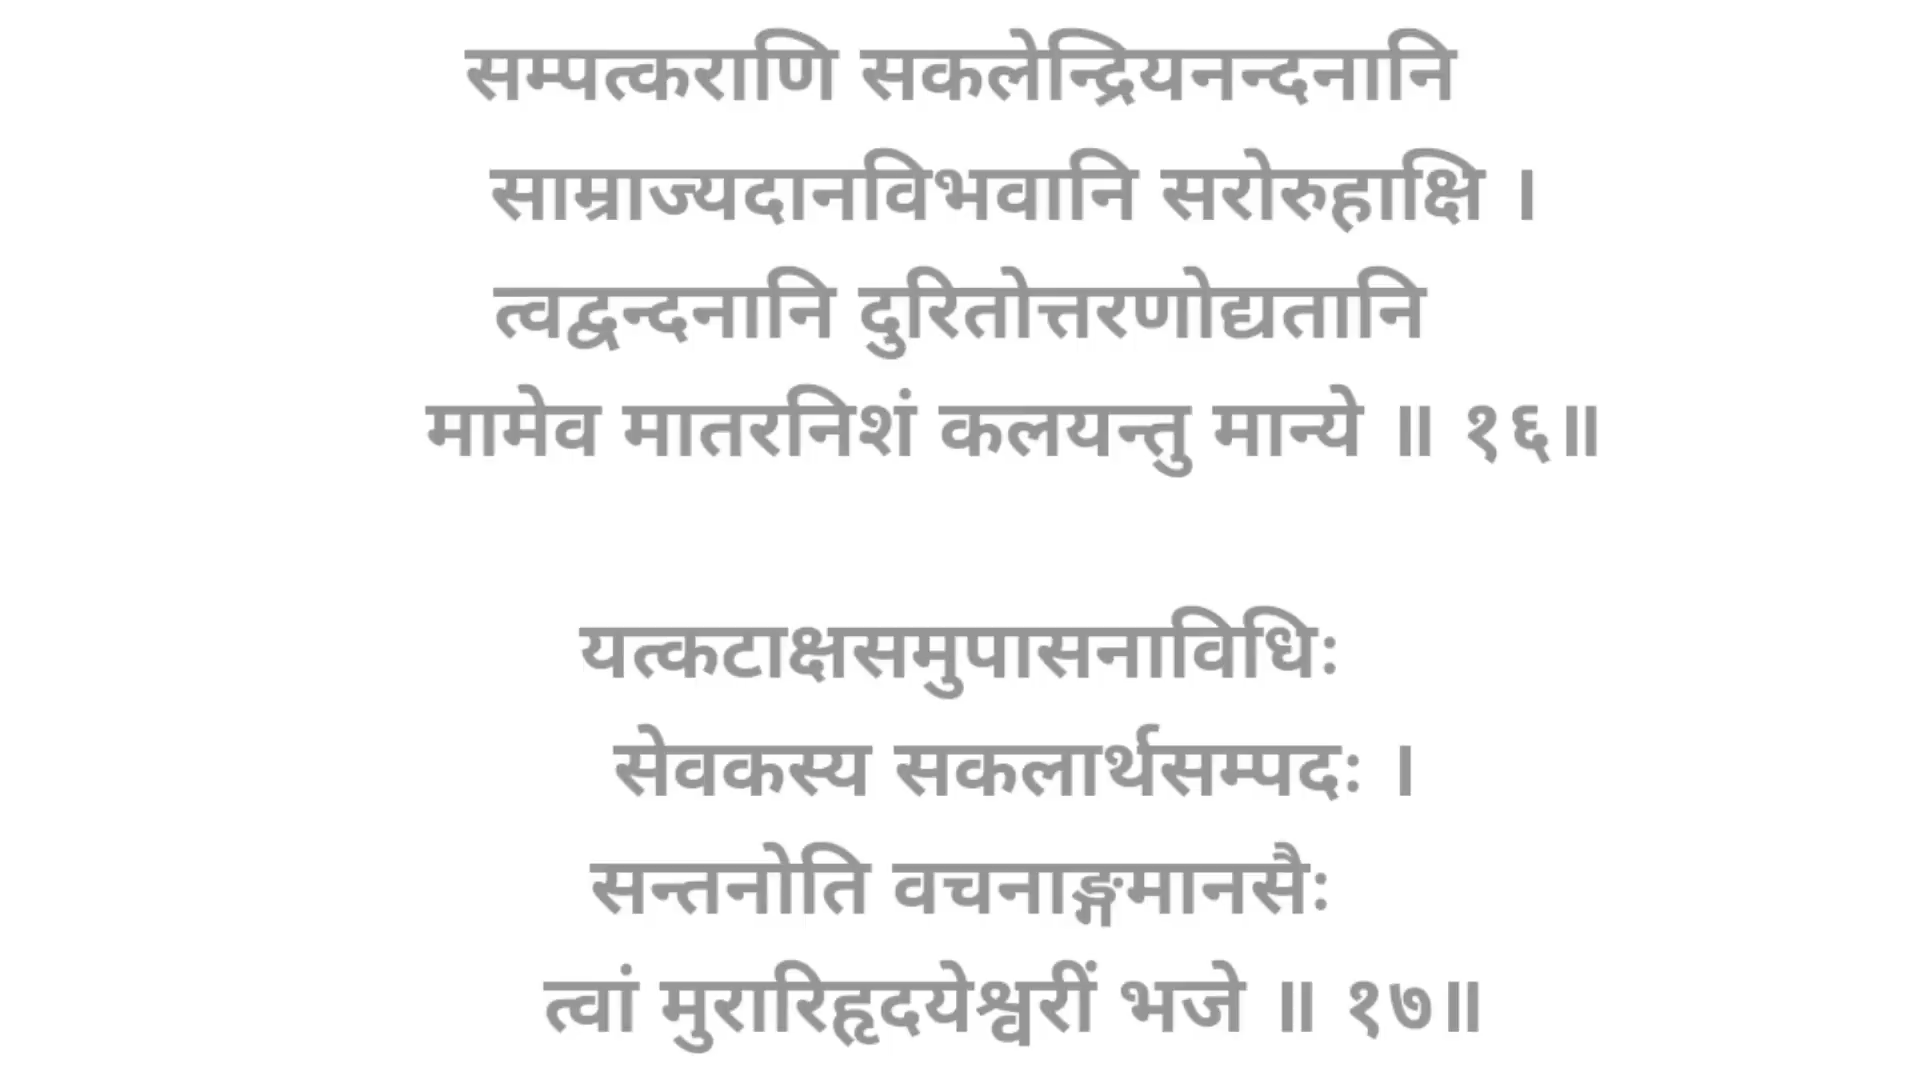 सम्पत्कराणि सकलेन्द्रियनन्दनानि
साम्राज्यदानविभवानि सरोरुहाक्षि ।
त्वद्वन्दनानि दुरितोत्तरणोद्यतानि
मामेव मातरनिशं कलयन्तु मान्ये ॥ १६॥
यत्कटाक्षसमुपासनाविधिः
सेवकस्य सकलार्थसम्पदः ।
सन्तनोति वचनाङ्गमानसैः
त्वां मुरारिहृदयेश्वरीं भजे ॥ १७॥